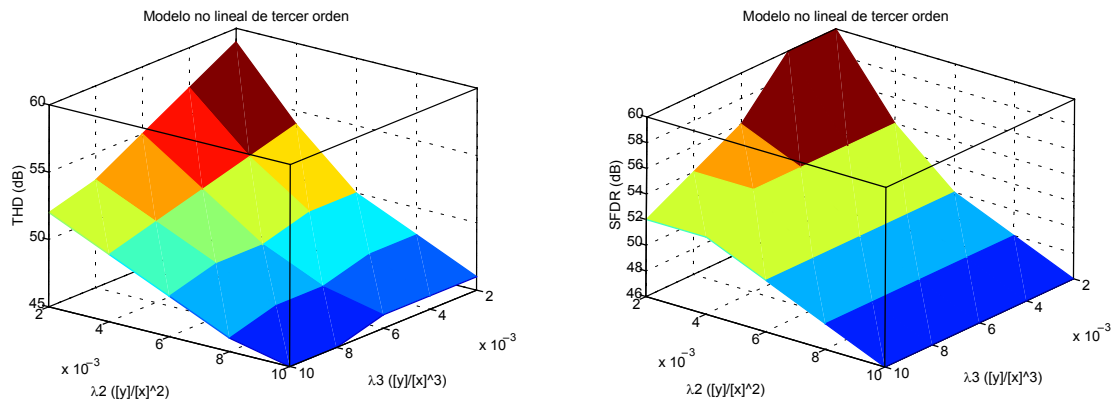 Modelo no lineal de tercer orden
60
55
50
45
THD (dB)
2
4
6
8
10
x 10⁻³
λ2 ([y]/[x]^2)
10
8
6
4
2
x 10⁻³
λ3 ([y]/[x]^3)
Modelo no lineal de tercer orden
60
58
56
54
52
50
48
46
SFDR (dB)
2
4
6
8
10
x 10⁻³
λ2 ([y]/[x]^2)
10
8
6
4
2
x 10⁻³
λ3 ([y]/[x]^3)